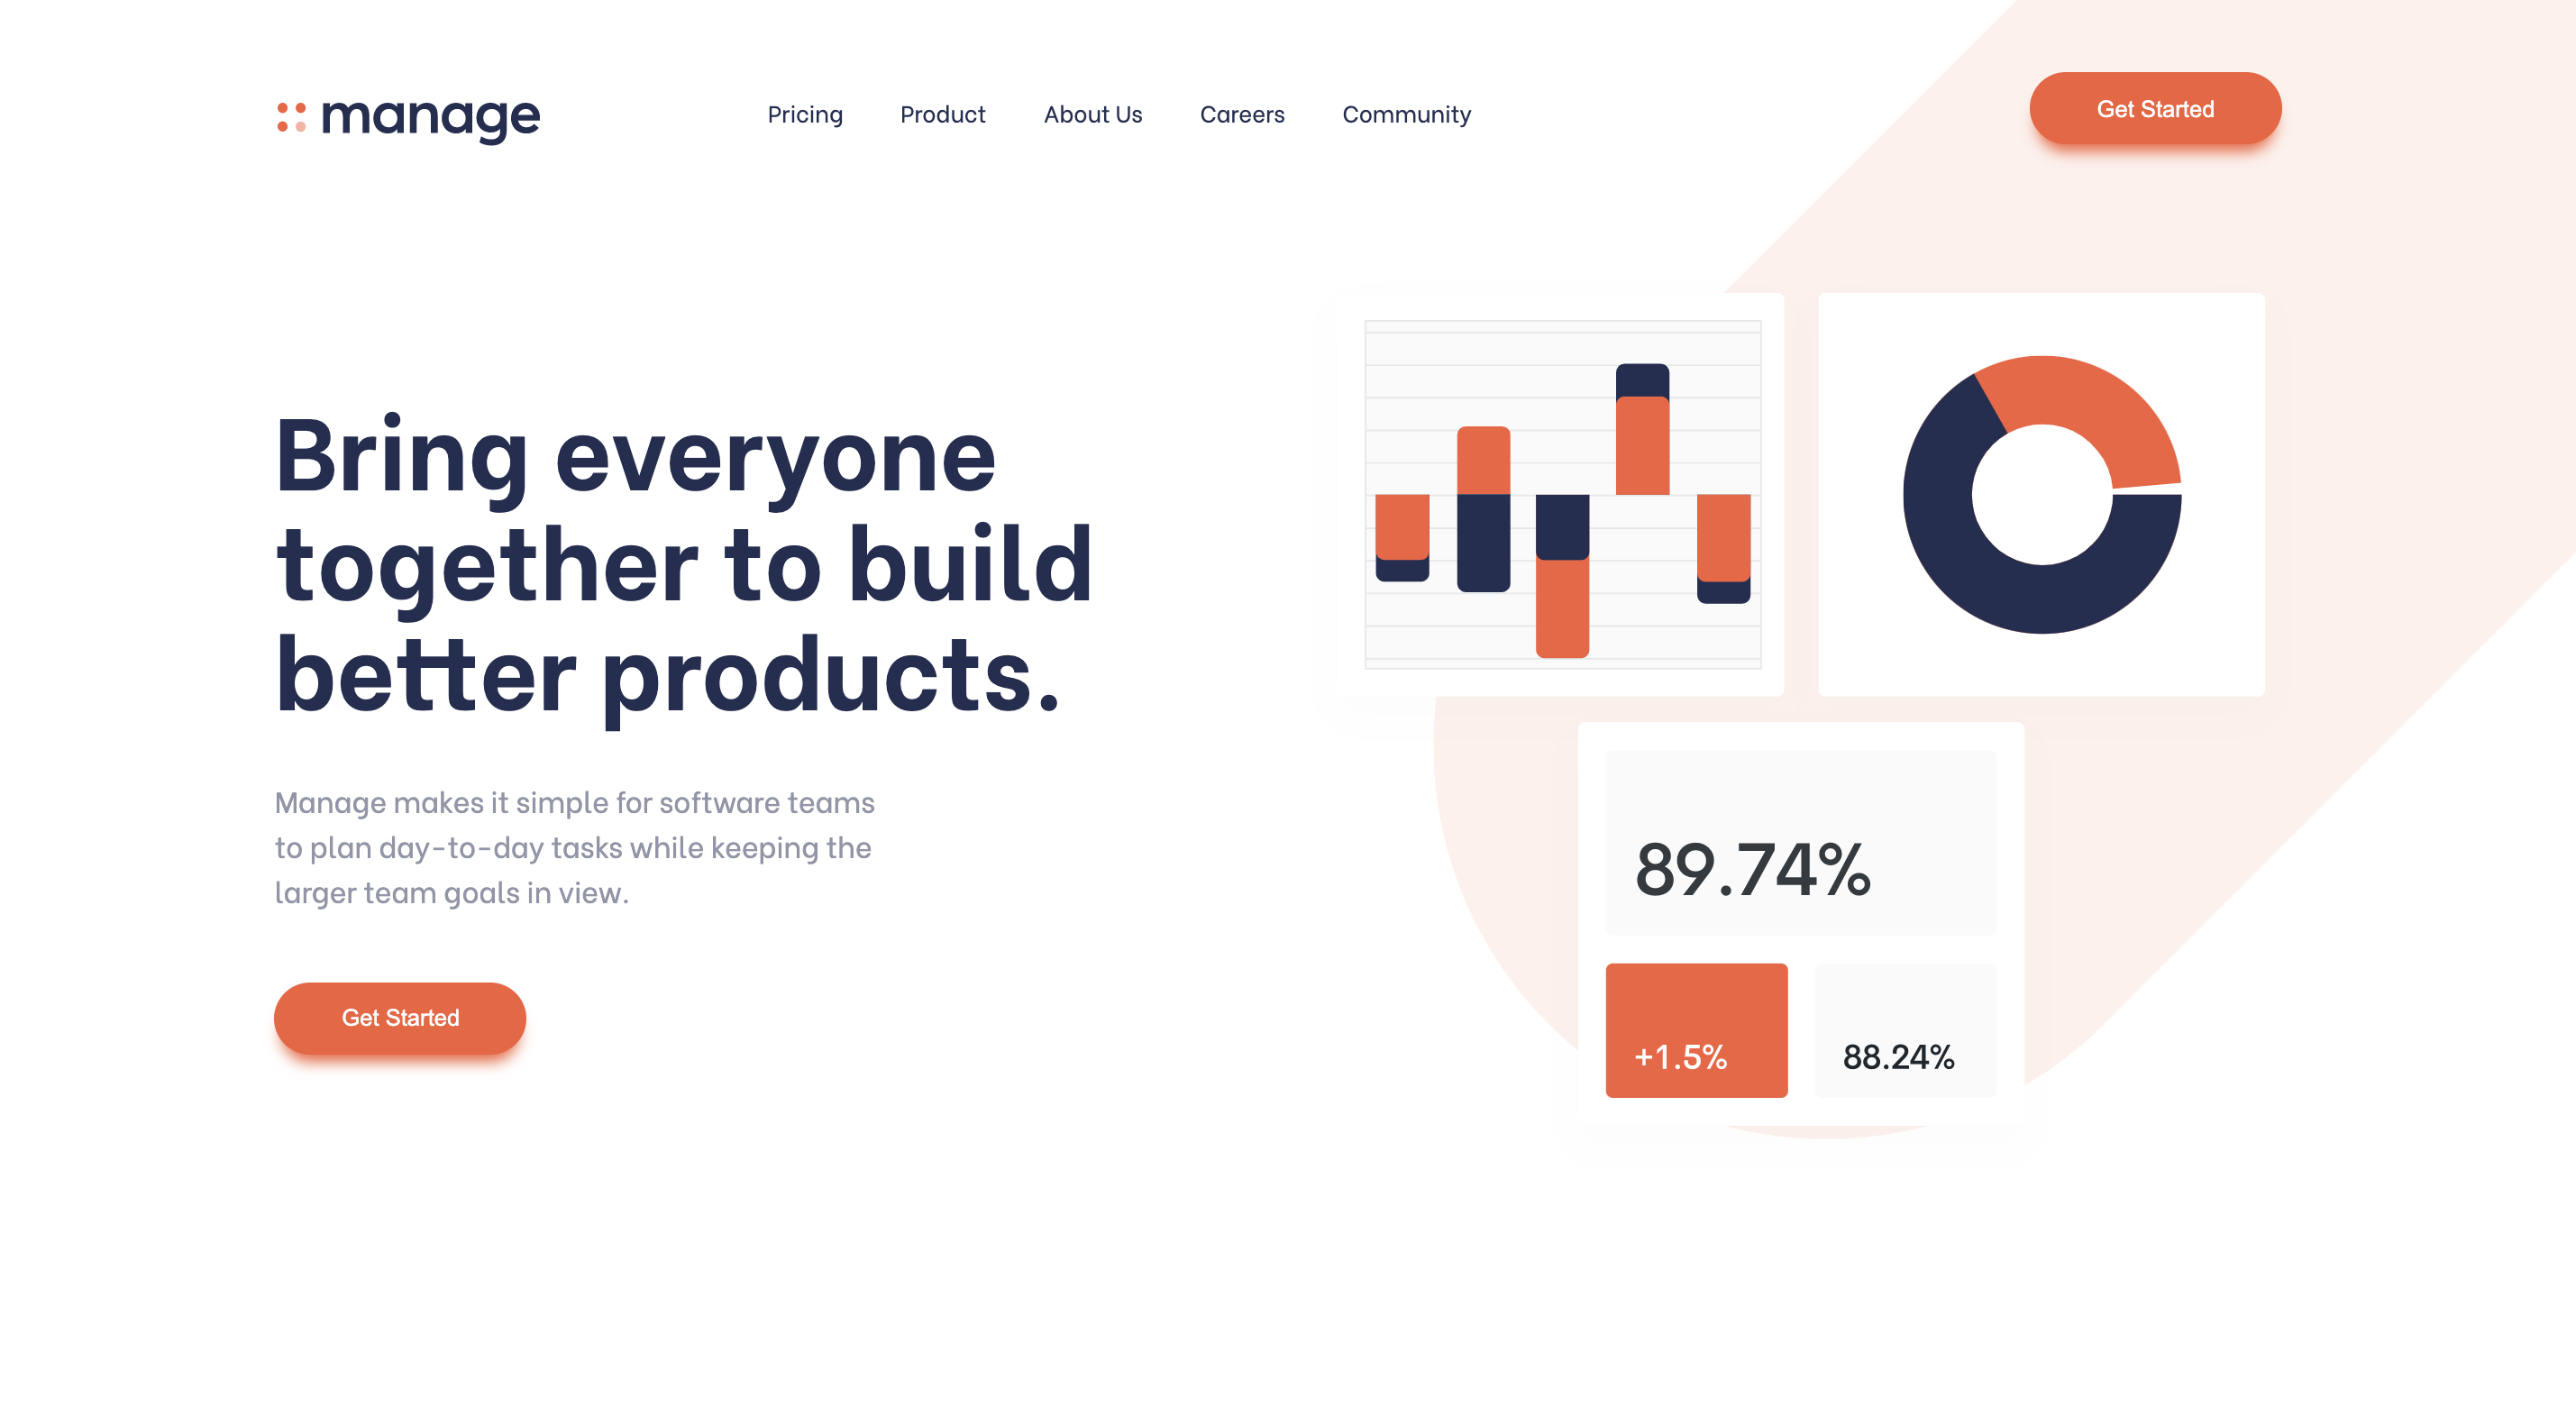 manage
Pricing Product About Us Careers Community
Get Started
Bring everyone
together to build
better products.
Manage makes it simple for software teams
to plan day-to-day tasks while keeping the
larger team goals in view.
Get Started
89.74%
+1.5% 88.24%